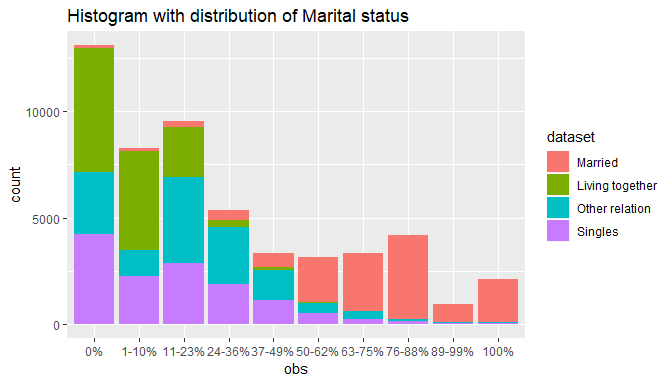 Histogram with distribution of Marital status
count
10000
5000
0
0% 1-10% 11-23% 24-36% 37-49% 50-62% 63-75% 76-88% 89-99% 100%
obs
dataset
Married
Living together
Other relation
Singles